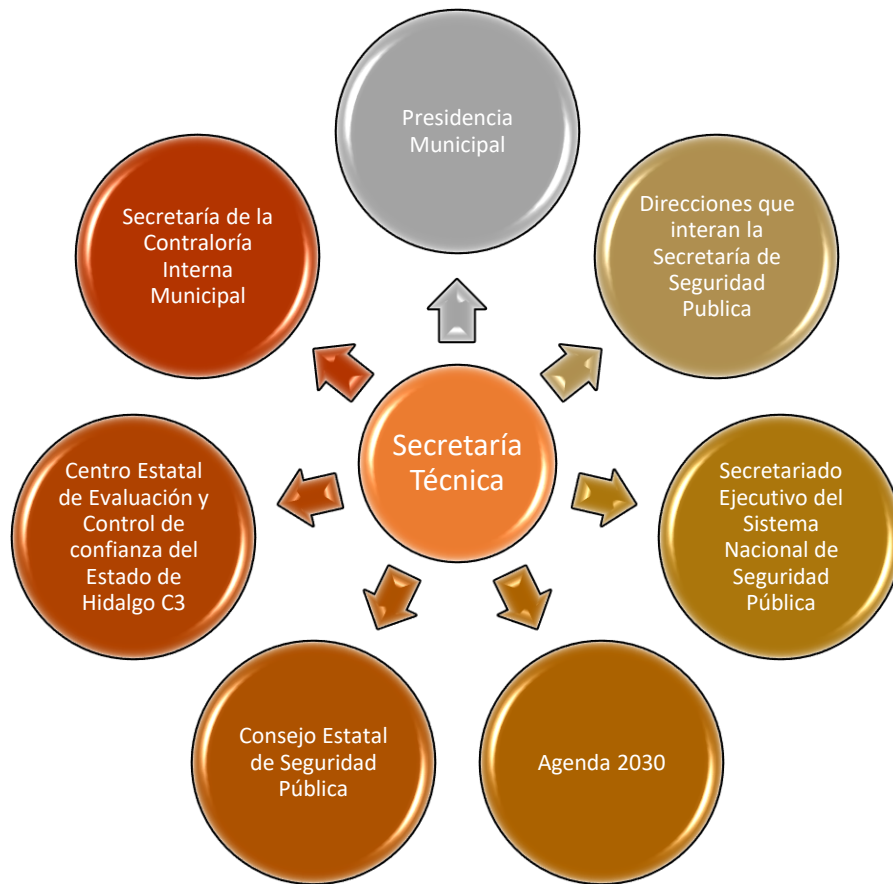 Presidencia
Municipal
Direcciones que
interan la
Secretaría de
Seguridad
Publica
Secretariado
Ejecutivo del
Sistema
Nacional de
Seguridad
Pública
Agenda 2030
Consejo Estatal
de Seguridad
Pública
Centro Estatal
de Evaluación y
Control de
confianza del
Estado de
Hidalgo C3
Secretaría de la
Contraloría
Interna
Municipal
Secretaría
Técnica